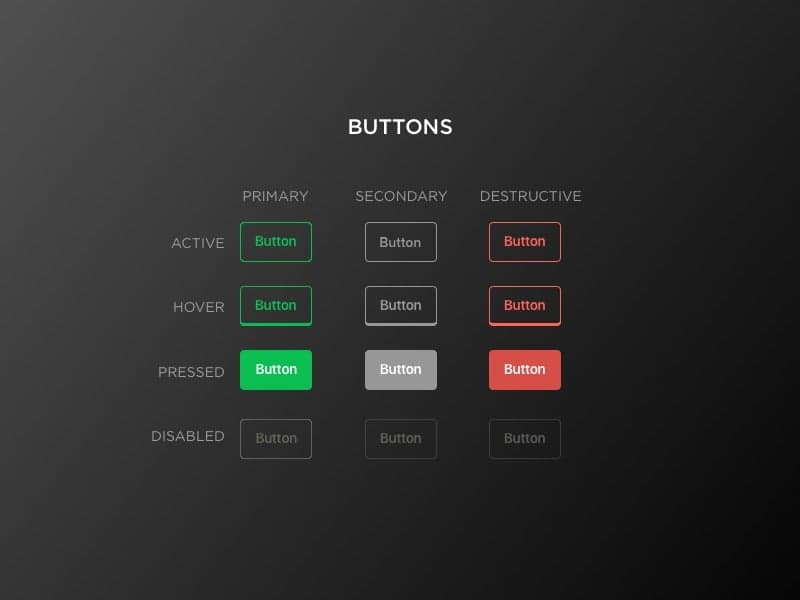 BUTTONS
PRIMARY SECONDARY DESTRUCTIVE
ACTIVE Button Button Button
HOVER Button Button Button
PRESSED Button Button Button
DISABLED Button Button Button